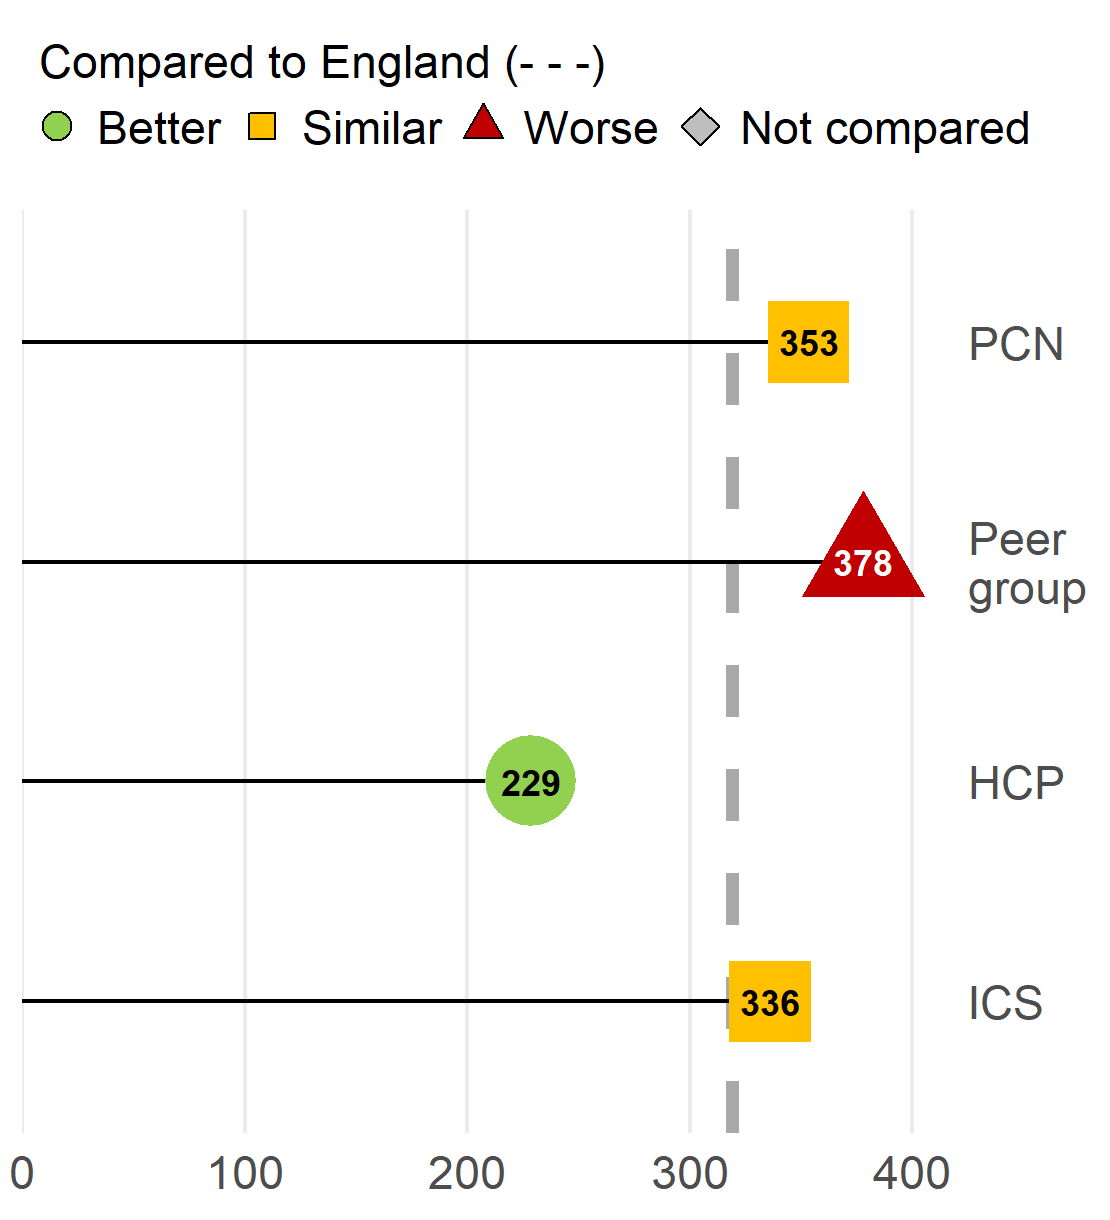 Compared to England (- - -)
Better Similar Worse Not compared
353 PCN
378 Peer
group
229 HCP
336 ICS
0 100 200 300 400